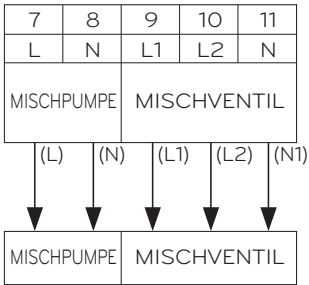 7 8 9 10 11
L N L1 L2 N
MISCHPUMPE MISCHVENTIL
(L) (N) (L1) (L2) (N1)
MISCHPUMPE MISCHVENTIL